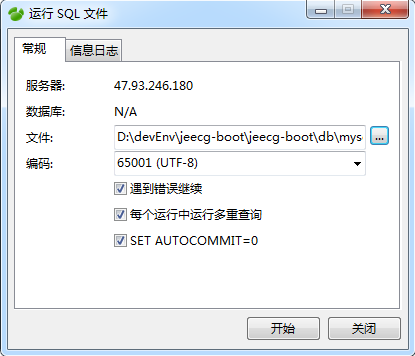 运行 SQL 文件
常规 信息日志
服务器: 47.93.246.180
数据库: N/A
文件: D:\devEnv\jeecg-boot\jeecg-boot\db\mys ...
编码: 65001 (UTF-8)
遇到错误继续
每个运行中运行多重查询
SET AUTOCOMMIT=0
开始 关闭